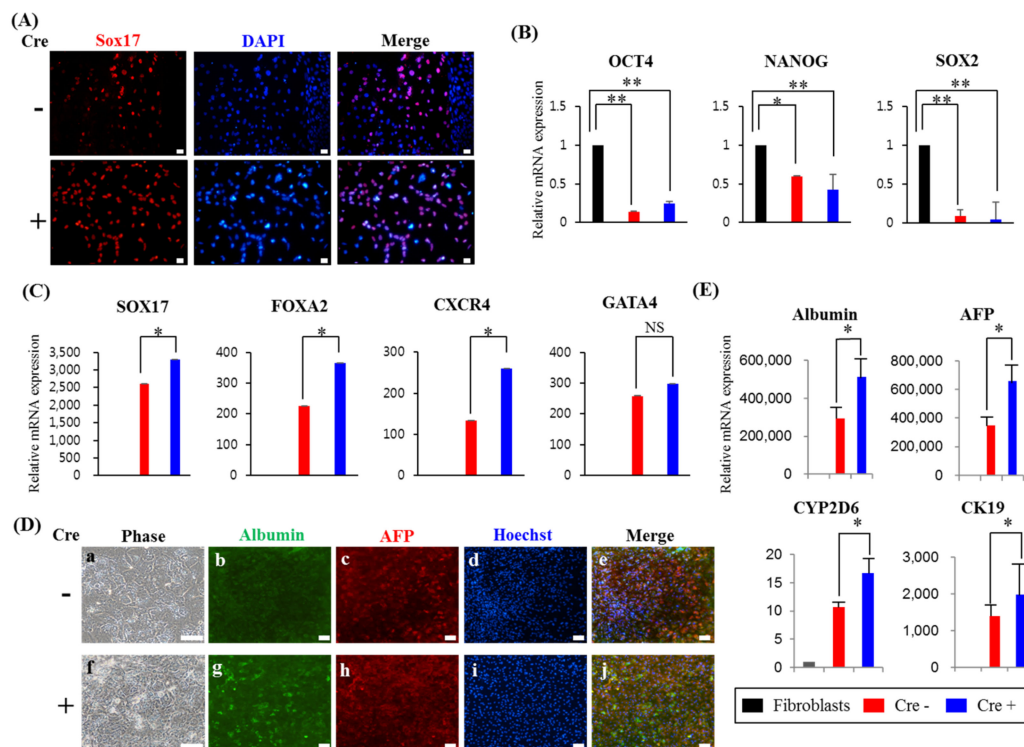 (A)
Cre Sox17 DAPI Merge
-
+
(B)
OCT4 NANOG SOX2
Relative mRNA expression
** ** * ** ** **
1.5 1.5 1.5
1 1 1
0.5 0.5 0.5
0 0 0
(C)
SOX17 FOXA2 CXCR4 GATA4
Relative mRNA expression
* * * NS
3,500 400 300 400
3,000 300 200 300
2,500 200 100 200
2,000 100 0 100
1,500 0 0
1,000
500
0
(D)
Cre Phase Albumin AFP Hoechst Merge
-
a b c d e
+
f g h i j
(E)
Albumin AFP
Relative mRNA expression
* *
600,000 800,000
400,000 600,000
200,000 400,000
0 200,000
0
CYP2D6 CK19
* *
20 3,000
15 2,000
10 1,000
5 0
0
Fibroblasts Cre - Cre +